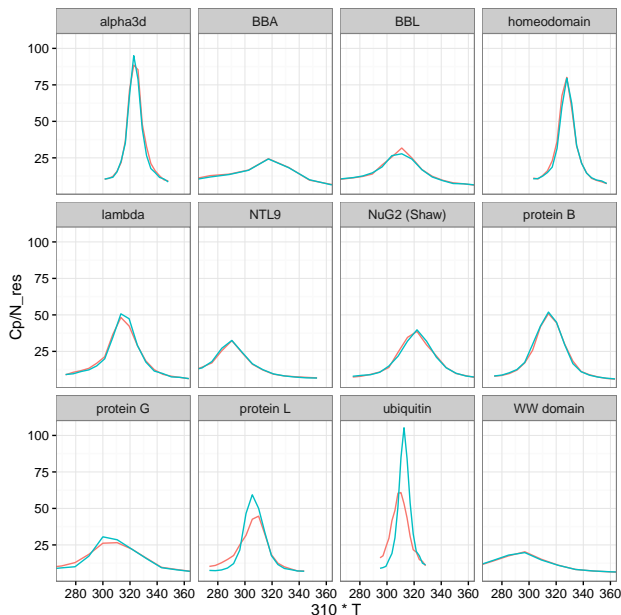 alpha3d BBA BBL homeodomain
100
75
50
25
lambda NTL9 NuG2 (Shaw) protein B
100
75
50
25
Cp/N_res
protein G protein L ubiquitin WW domain
100
75
50
25
280 300 320 340 360 280 300 320 340 360 280 300 320 340 360 280 300 320 340 360
310 * T